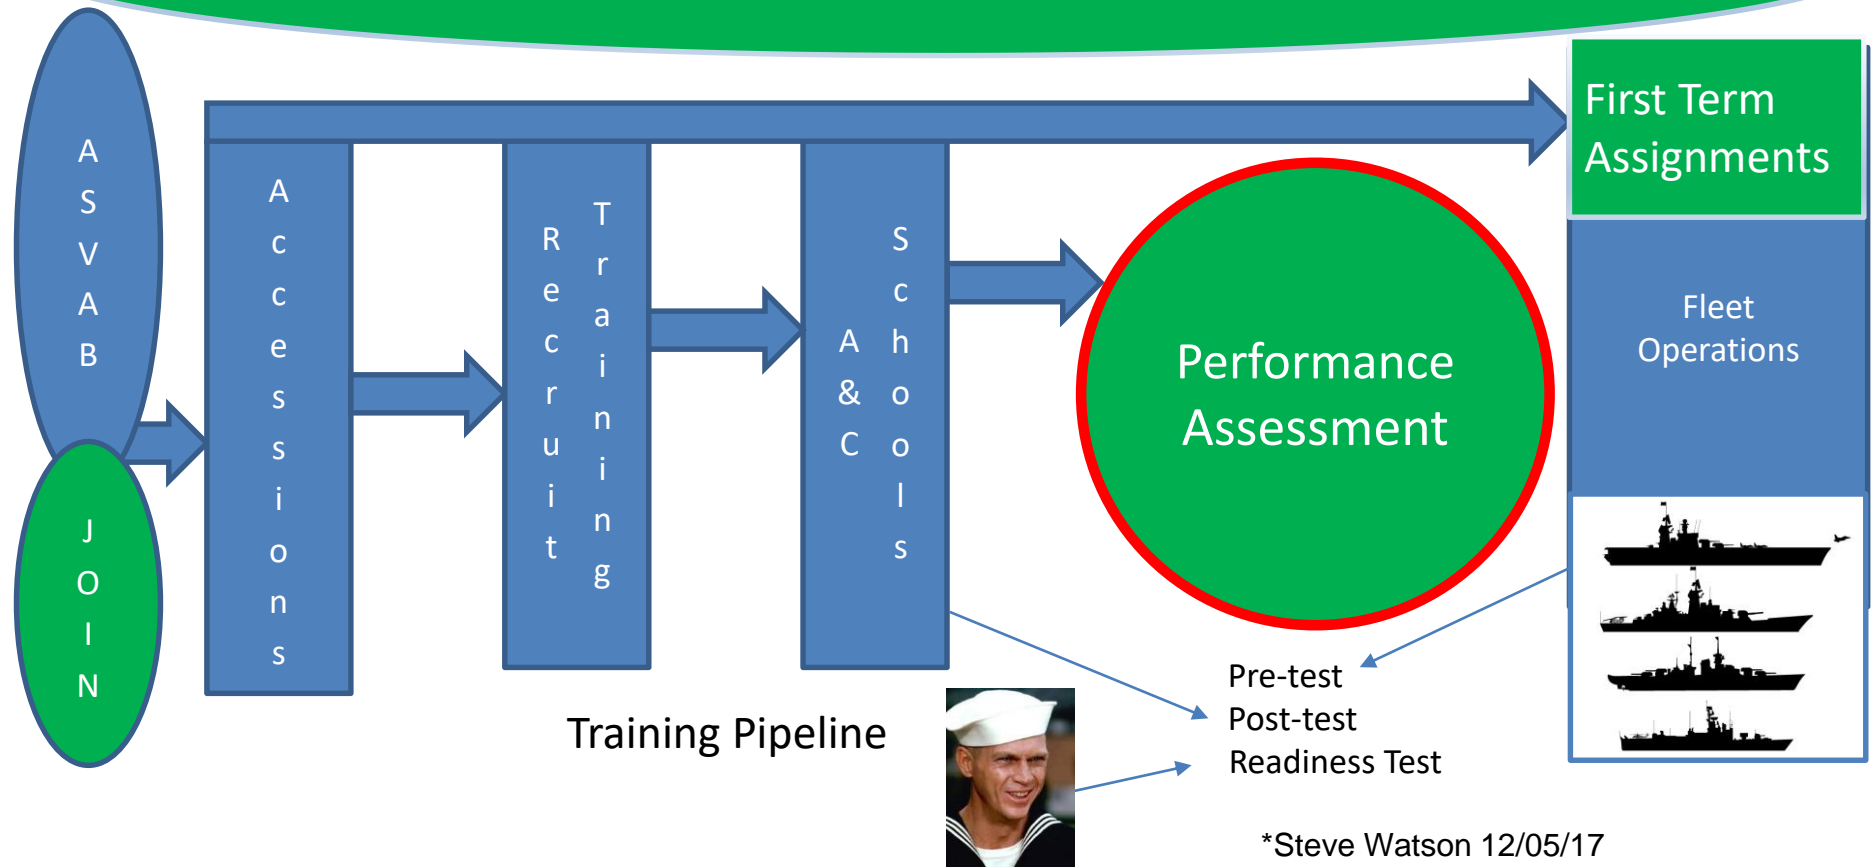 ASVAB
JOIN
Accessions
Recruit
Training
A&C
Schools
Performance
Assessment
First Term
Assignments
Fleet
Operations
Training Pipeline
Pre-test
Post-test
Readiness Test
*Steve Watson 12/05/17